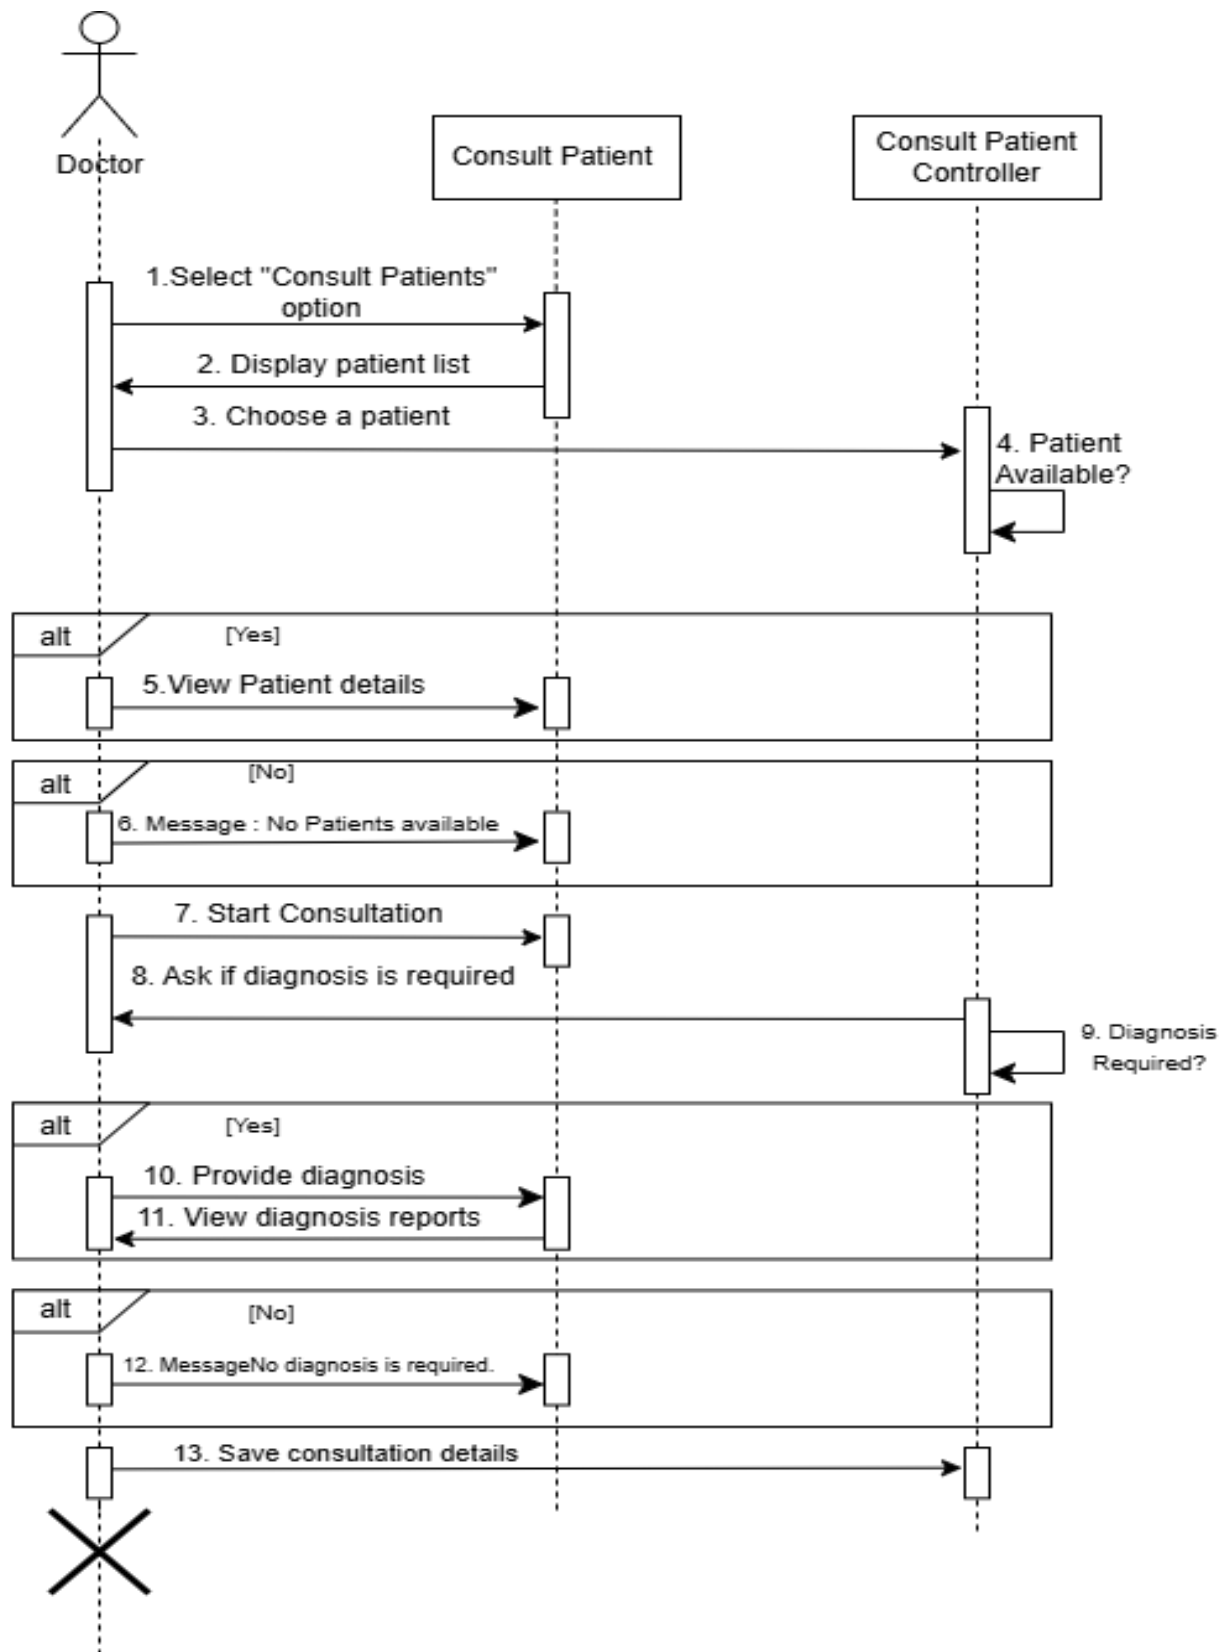 Doctor
Consult Patient
Consult Patient
Controller
1.Select "Consult Patients"
option
2. Display patient list
3. Choose a patient
4. Patient
Available?
alt
[Yes]
5.View Patient details
alt
[No]
6. Message : No Patients available
7. Start Consultation
8. Ask if diagnosis is required
9. Diagnosis
Required?
alt
[Yes]
10. Provide diagnosis
11. View diagnosis reports
alt
[No]
12. MessageNo diagnosis is required.
13. Save consultation details